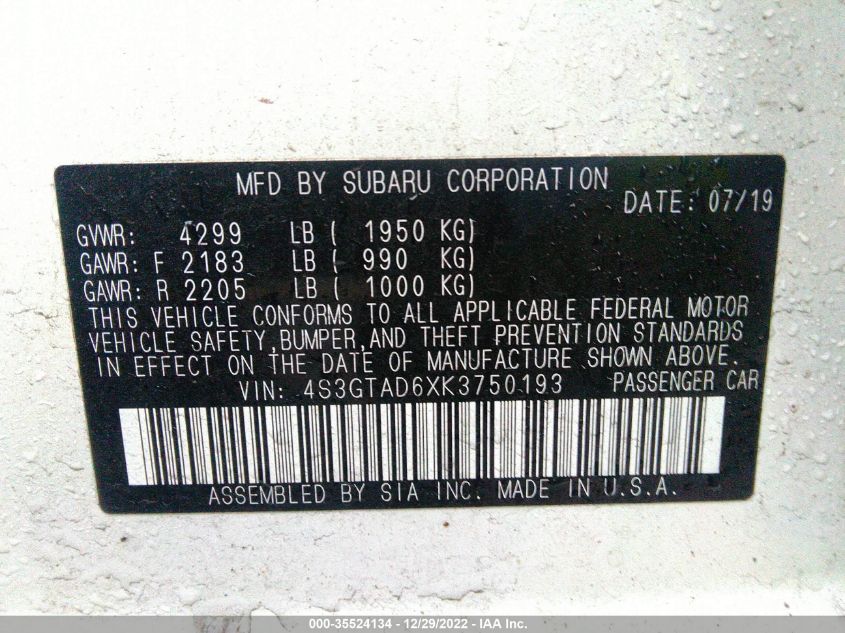 MFD BY SUBARU CORPORATION
DATE: 07/19
GVWR: 4299 LB ( 1950 KG)
GAWR: F 2183 LB ( 990 KG)
GAWR: R 2205 LB ( 1000 KG)
THIS VEHICLE CONFORMS TO ALL APPLICABLE FEDERAL MOTOR
VEHICLE SAFETY,BUMPER,AND THEFT PREVENTION STANDARDS
IN EFFECT ON THE DATE OF MANUFACTURE SHOWN ABOVE.
VIN: 4S3GTAD6XK3750193 PASSENGER CAR
ASSEMBLED BY SIA INC. MADE IN U.S.A.
000-35524134 - 12/29/2022 - IAA Inc.